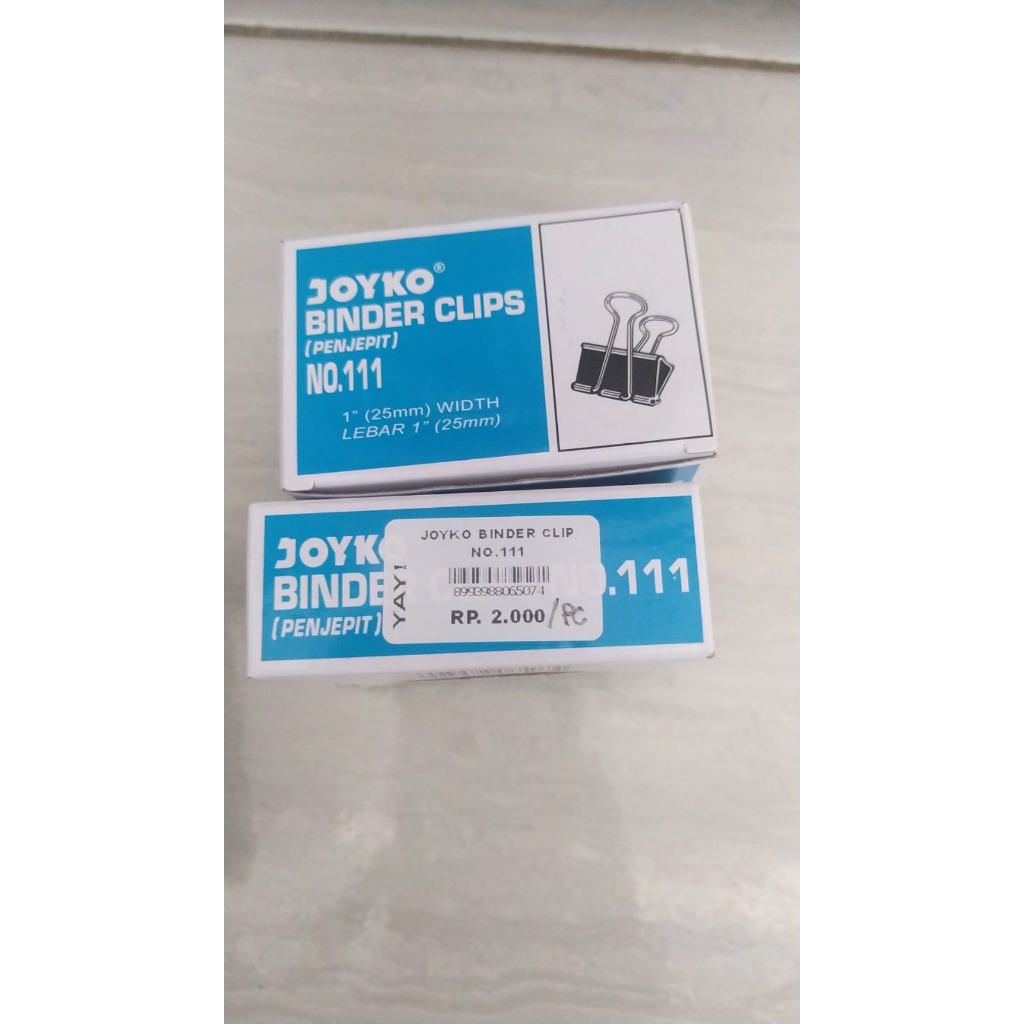 JOYKO®
BINDER CLIPS
(PENJEPIT)
NO.111
1" (25mm) WIDTH
LEBAR 1" (25mm)
JOYKO
BINDE
NO.111
(PENJEPIT)
YAY!
JOYKO BINDER CLIP
NO.111
8993988065074
RP. 2.000/PC